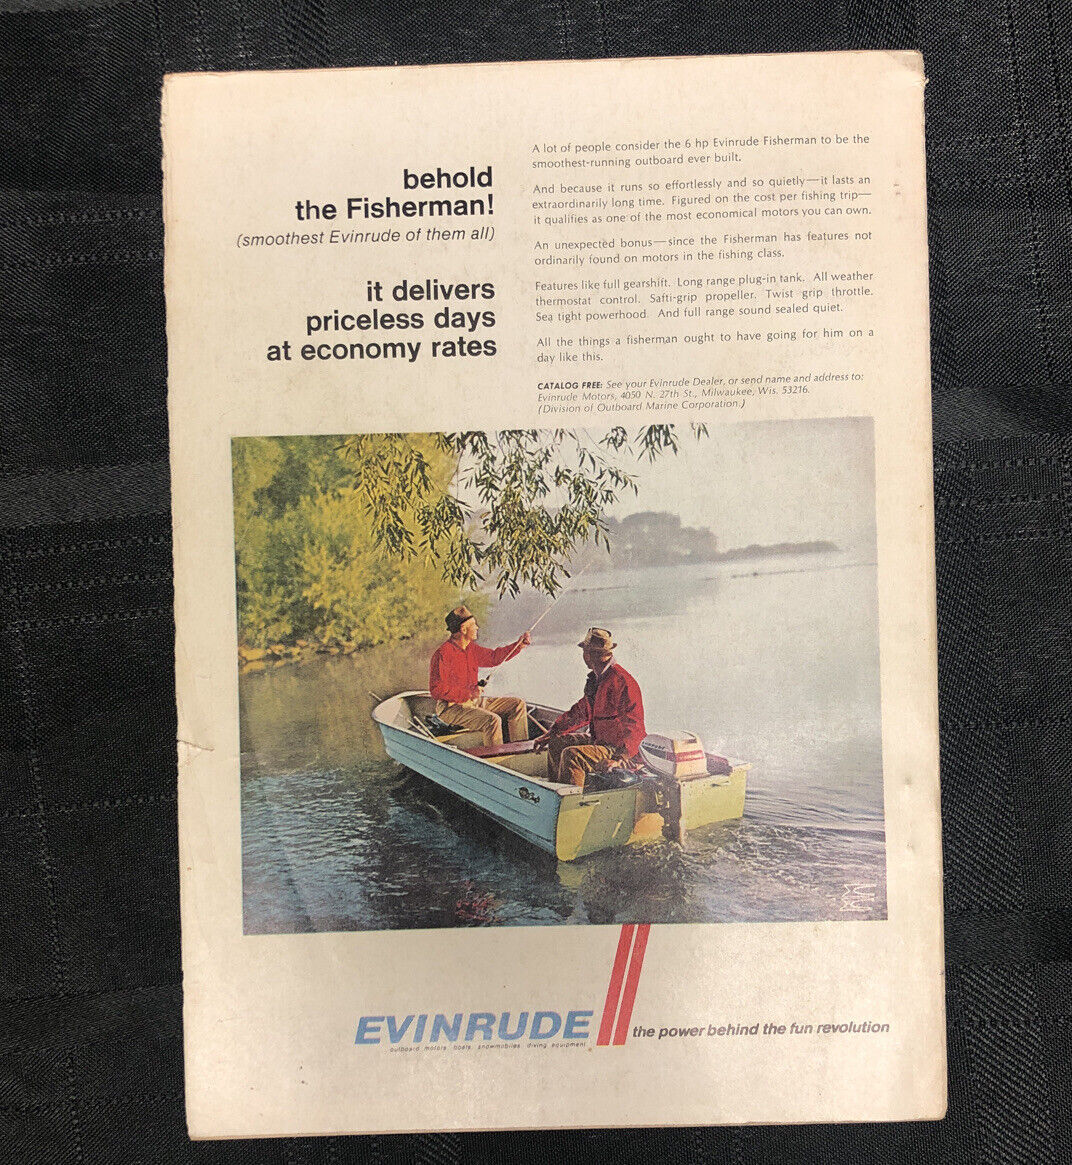 behold
the Fisherman!
(smoothest Evinrude of them all)
it delivers
priceless days
at economy rates
A lot of people consider the 6 hp Evinrude Fisherman to be the
smoothest-running outboard ever built.
And because it runs so effortlessly and so quietly—it lasts an
extraordinarily long time. Figured on the cost per fishing trip—
it qualifies as one of the most economical motors you can own.
An unexpected bonus—since the Fisherman has features not
ordinarily found on motors in the fishing class.
Features like full gearshift. Long range plug-in tank. All weather
thermostat control. Safti-grip propeller. Twist grip throttle.
Sea tight powerhood. And full range sound sealed quiet.
All the things a fisherman ought to have going for him on a
day like this.
CATALOG FREE: See your Evinrude Dealer, or send name and address to:
Evinrude Motors, 4050 N. 27th St., Milwaukee, Wis. 53216.
(Division of Outboard Marine Corporation.)
EVINRUDE
outboard motors boats snowmobiles diving equipment
the power behind the fun revolution